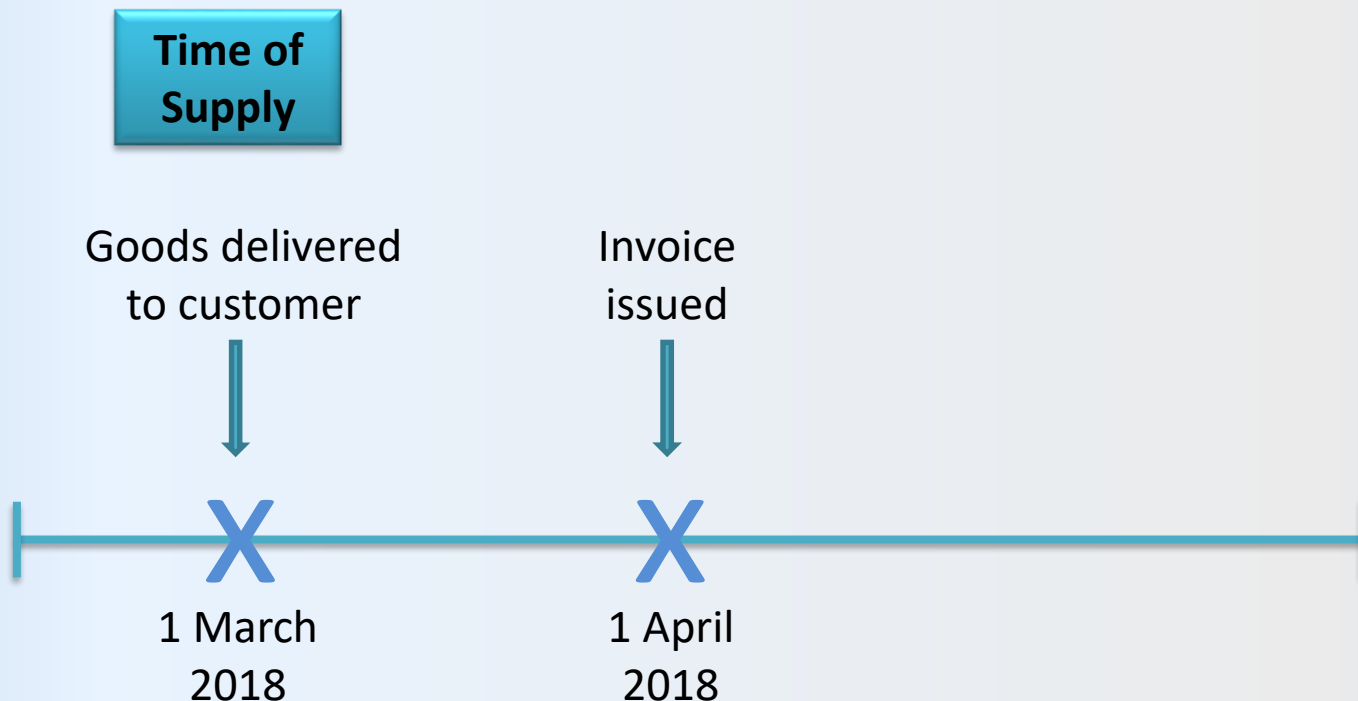 Time of
Supply
Goods delivered
to customer
Invoice
issued
X
X
1 March
2018
1 April
2018